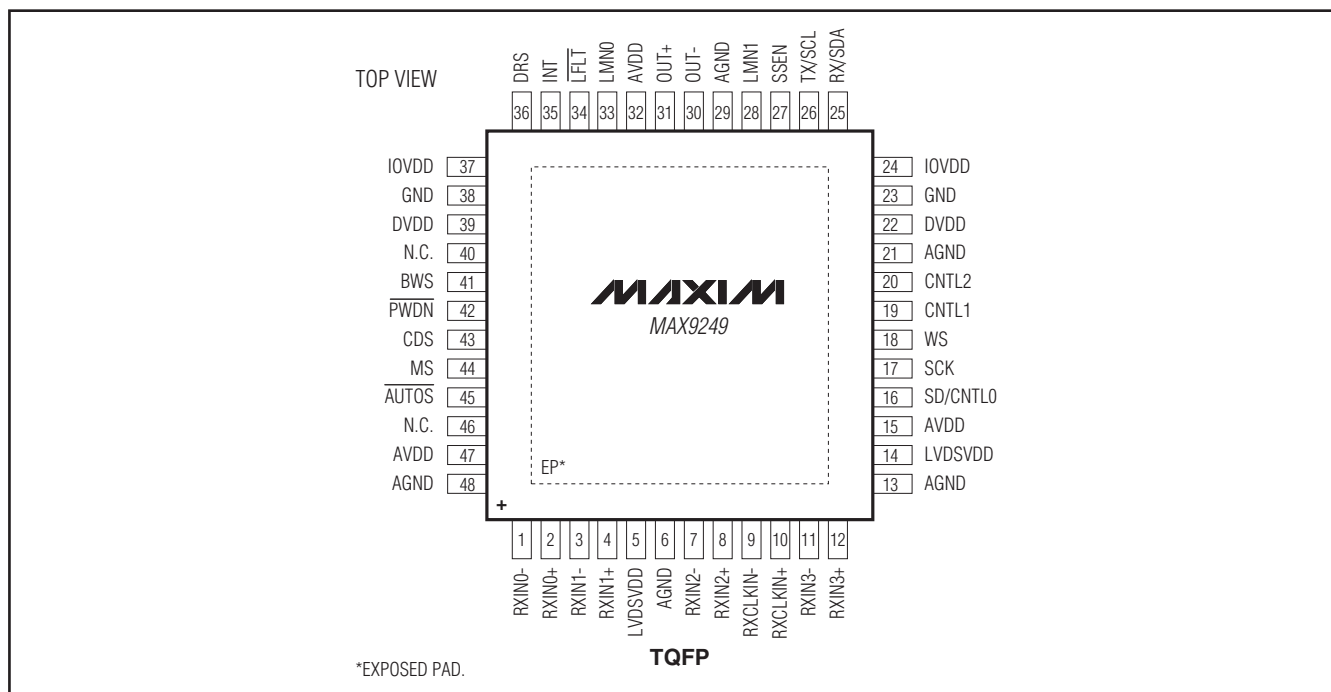 TOP VIEW
DRS INT L̅F̅L̅T̅ LMN0 AVDD OUT+ OUT- AGND LMN1 SSEN TX/SCL RX/SDA
36 35 34 33 32 31 30 29 28 27 26 25
IOVDD 37
GND 38
DVDD 39
N.C. 40
BWS 41
P̅W̅D̅N̅ 42
CDS 43
MS 44
A̅U̅T̅O̅S̅ 45
N.C. 46
AVDD 47
AGND 48
MAXIM
MAX9249
EP*
+
24 IOVDD
23 GND
22 DVDD
21 AGND
20 CNTL2
19 CNTL1
18 WS
17 SCK
16 SD/CNTL0
15 AVDD
14 LVDSVDD
13 AGND
1 2 3 4 5 6 7 8 9 10 11 12
RXIN0- RXIN0+ RXIN1- RXIN1+ LVDSVDD AGND RXIN2- RXIN2+ RXCLKIN- RXCLKIN+ RXIN3- RXIN3+
TQFP
*EXPOSED PAD.